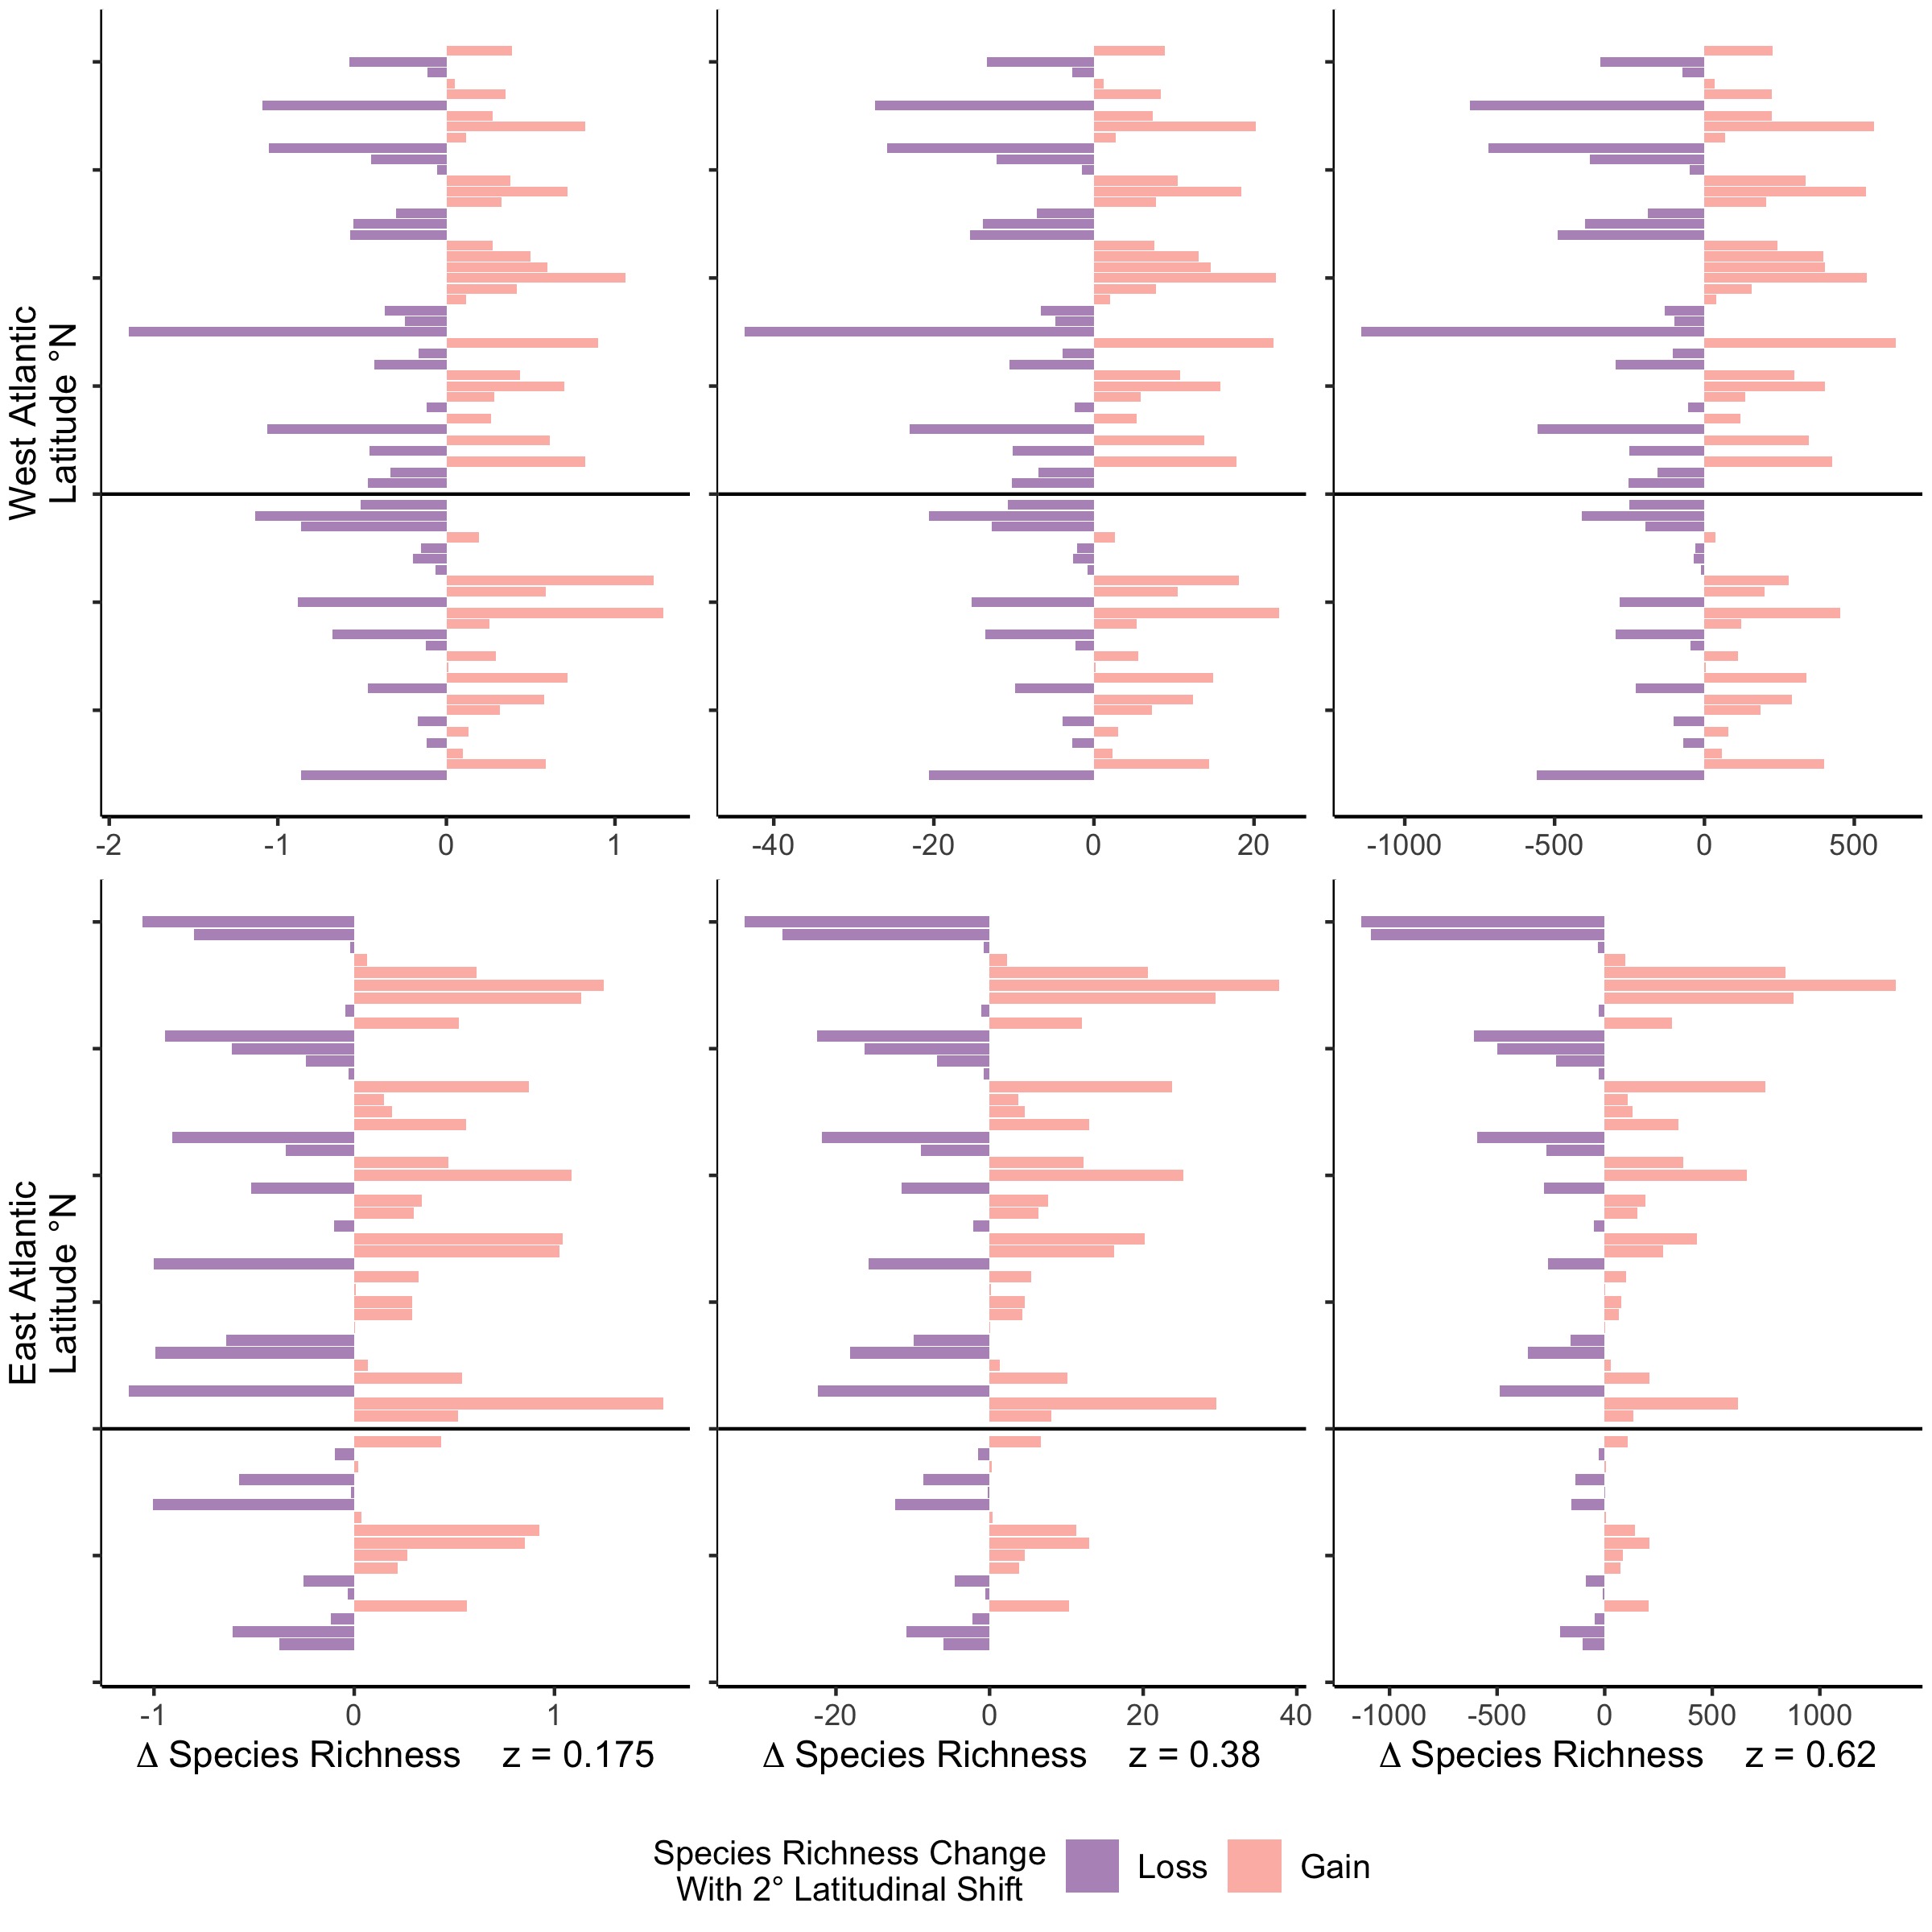 West Atlantic
Latitude °N
-2 -1 0 1
-40 -20 0 20
-1000 -500 0 500
East Atlantic
Latitude °N
-1 0 1
-20 0 20 40
-1000 -500 0 500 1000
Δ Species Richness z = 0.175
Δ Species Richness z = 0.38
Δ Species Richness z = 0.62
Species Richness Change
With 2° Latitudinal Shift
Loss
Gain